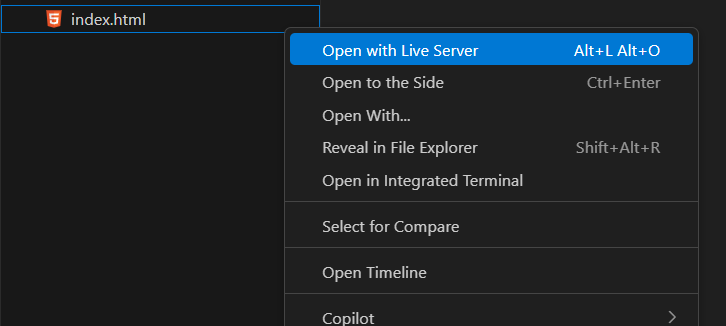 index.html
Open with Live Server Alt+L Alt+O
Open to the Side Ctrl+Enter
Open With...
Reveal in File Explorer Shift+Alt+R
Open in Integrated Terminal
Select for Compare
Open Timeline
Copilot